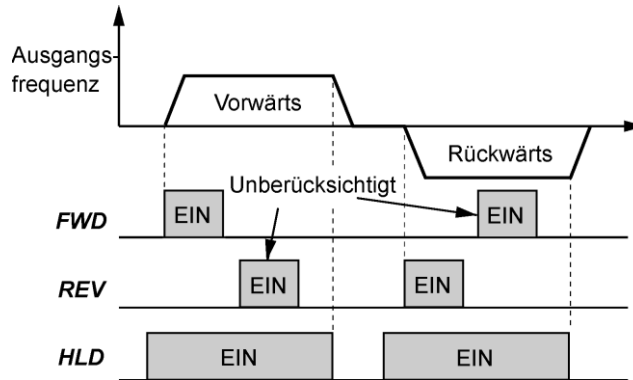 Ausgangs-
frequenz
Vorwärts
Rückwärts
Unberücksichtigt
FWD
EIN
EIN
REV
EIN
EIN
HLD
EIN
EIN